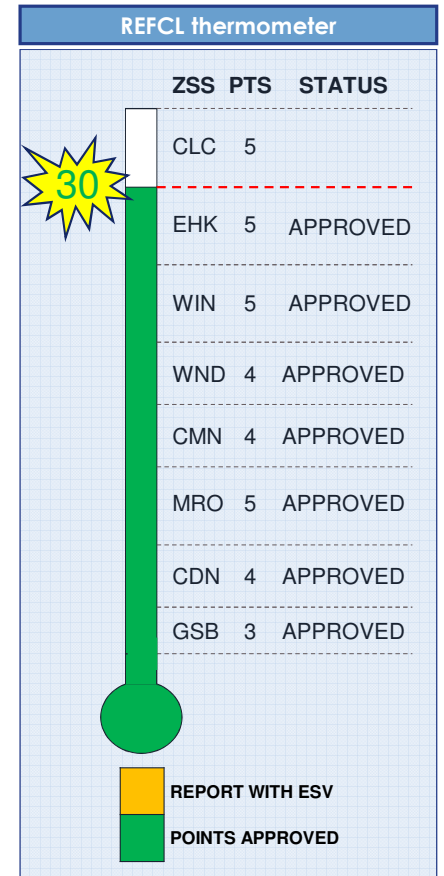 REFCL thermometer
ZSS PTS STATUS
CLC 5
30
EHK 5 APPROVED
WIN 5 APPROVED
WND 4 APPROVED
CMN 4 APPROVED
MRO 5 APPROVED
CDN 4 APPROVED
GSB 3 APPROVED
REPORT WITH ESV
POINTS APPROVED